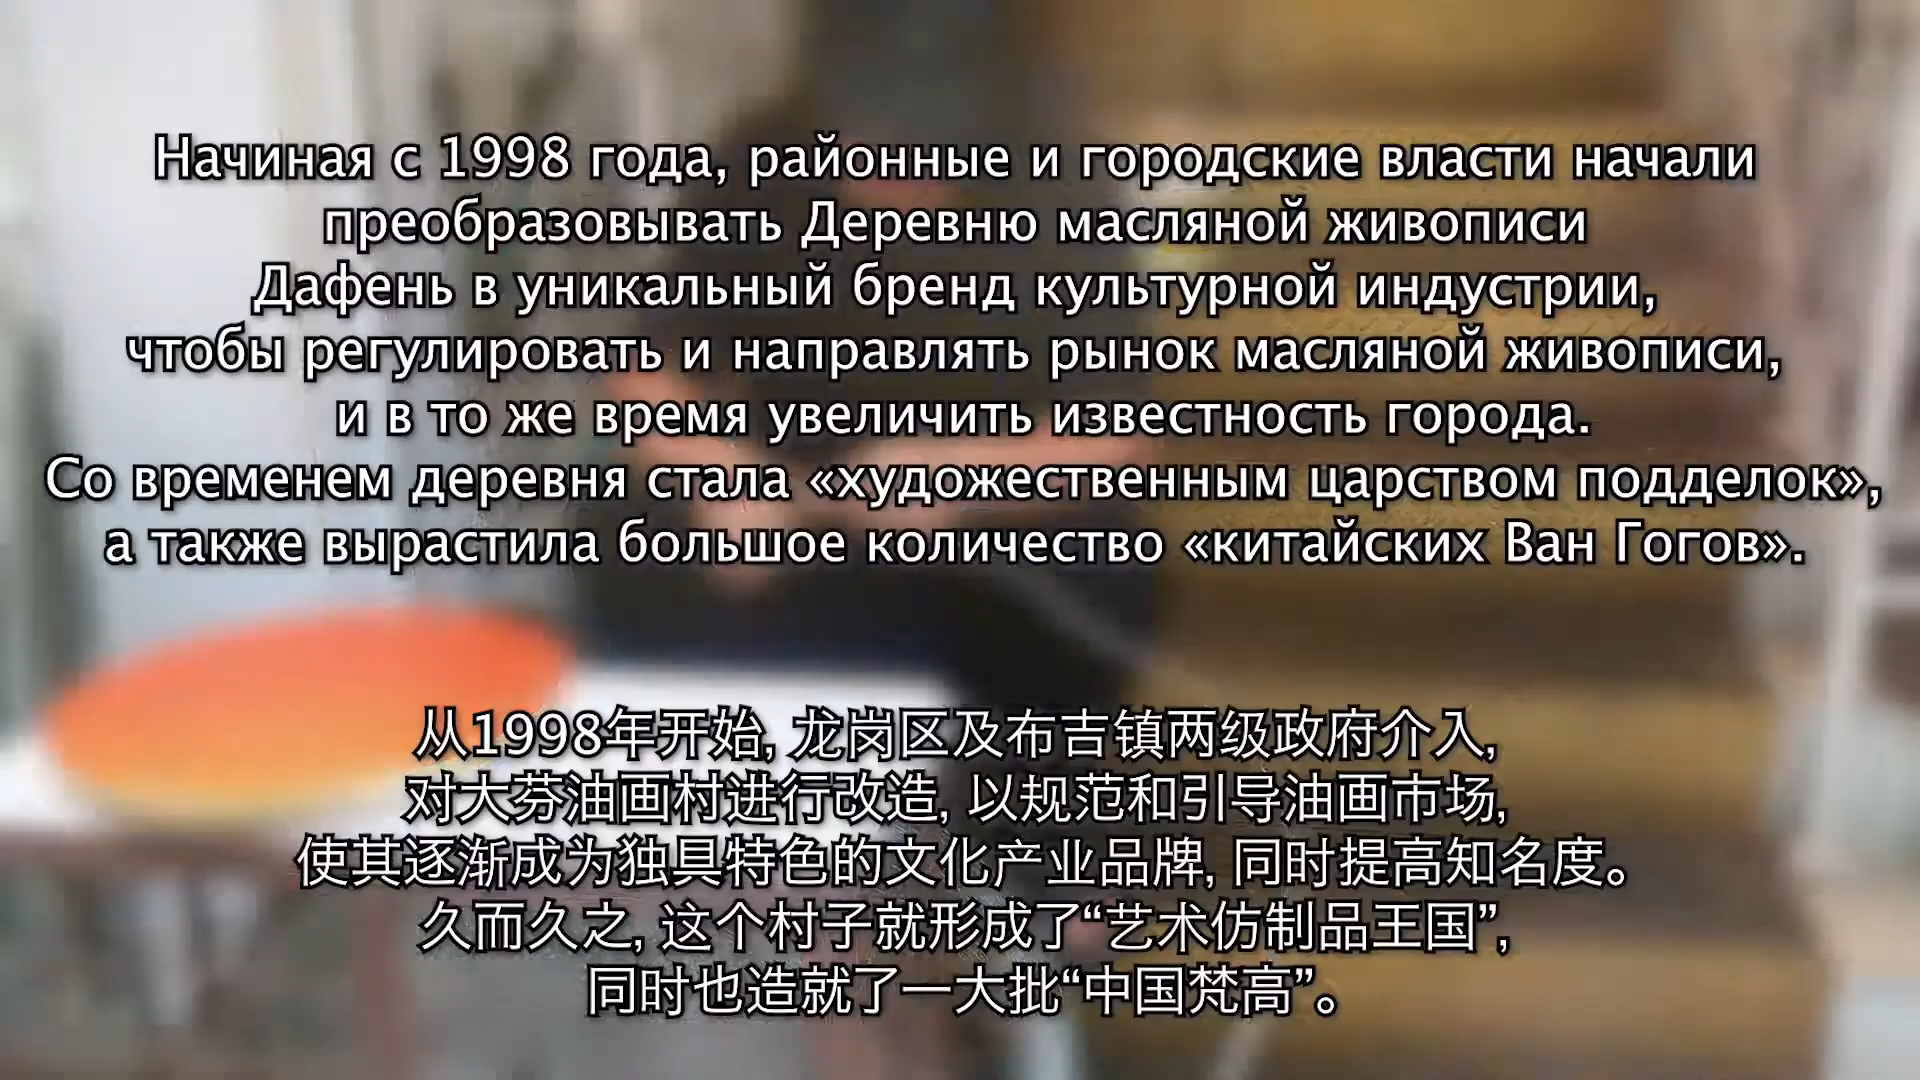 Начиная с 1998 года, районные и городские власти начали
преобразовывать Деревню масляной живописи
Дафень в уникальный бренд культурной индустрии,
чтобы регулировать и направлять рынок масляной живописи,
и в то же время увеличить известность города.
Со временем деревня стала «художественным царством подделок»,
а также вырастила большое количество «китайских Ван Гогов».
从1998年开始, 龙岗区及布吉镇两级政府介入,
对大芬油画村进行改造, 以规范和引导油画市场,
使其逐渐成为独具特色的文化产业品牌, 同时提高知名度。
久而久之, 这个村子就形成了“艺术仿制品王国”,
同时也造就了一大批“中国梵高”。